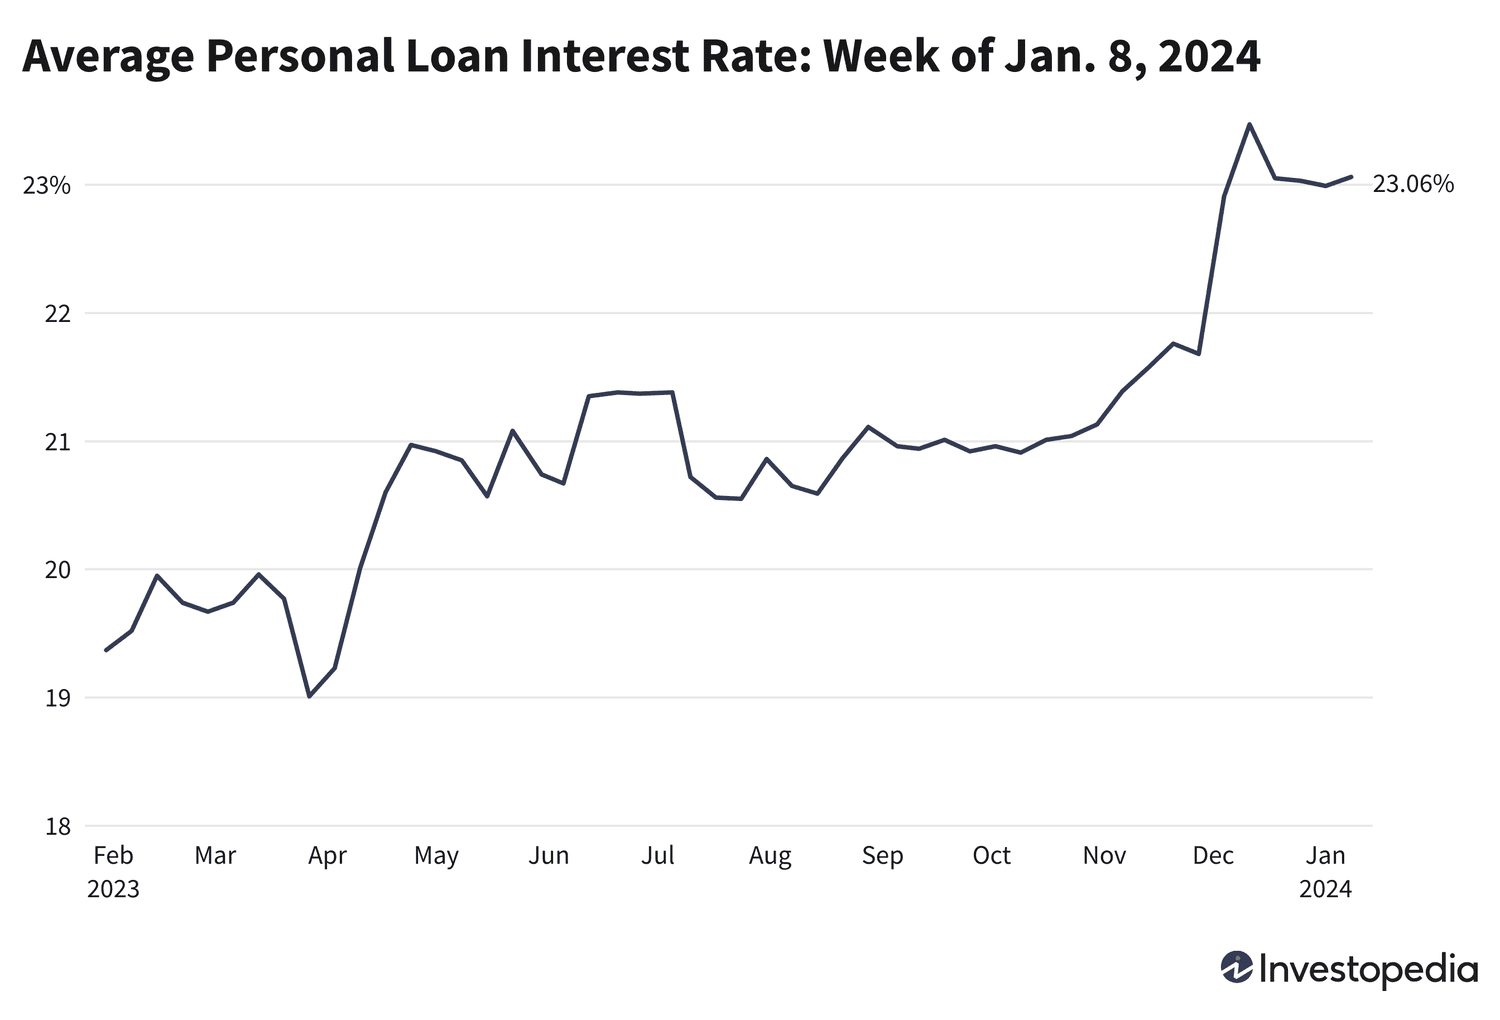 Average Personal Loan Interest Rate: Week of Jan. 8, 2024
23%
23.06%
22
21
20
19
18
Feb Mar Apr May Jun Jul Aug Sep Oct Nov Dec Jan
2023 2024
Investopedia